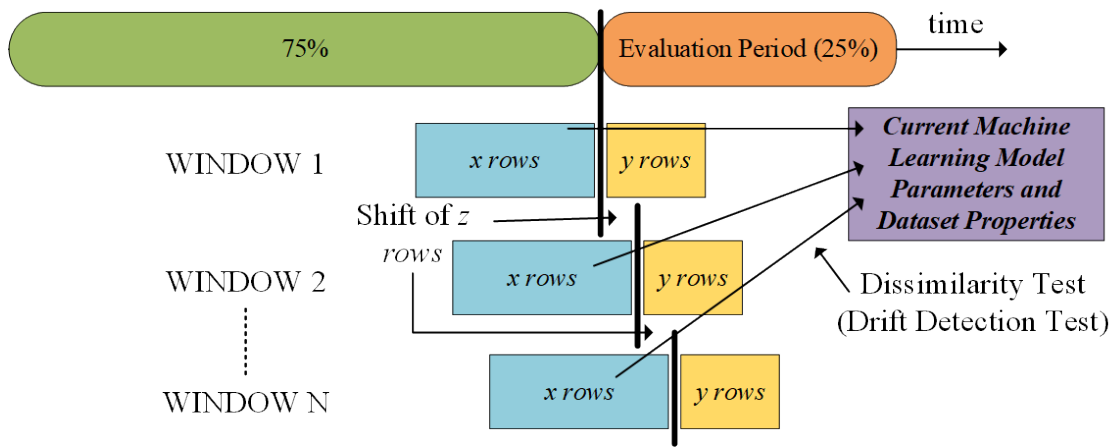 75%
Evaluation Period (25%)
time
WINDOW 1
x rows
y rows
Current Machine
Learning Model
Parameters and
Dataset Properties
Shift of z
rows
WINDOW 2
x rows
y rows
Dissimilarity Test
(Drift Detection Test)
WINDOW N
x rows
y rows